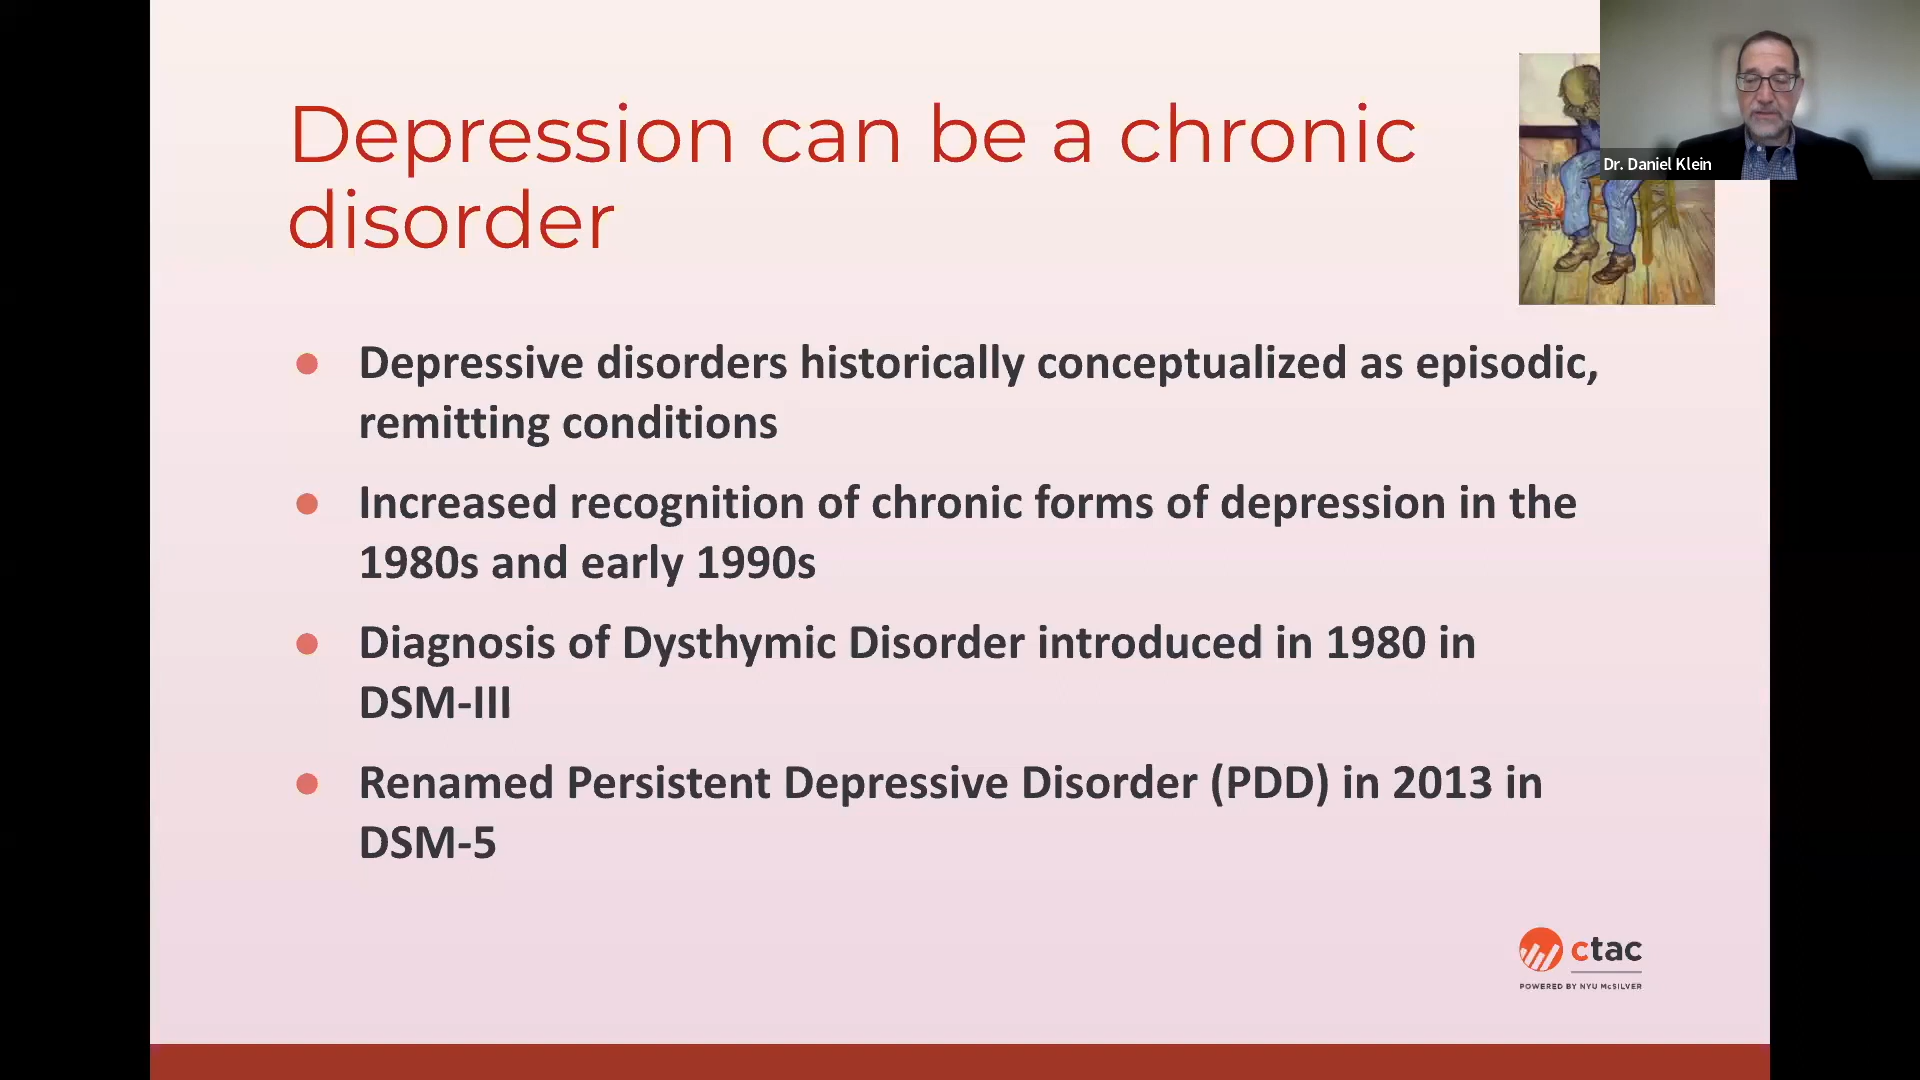 Depression can be a chronic
disorder
Dr. Daniel Klein
Depressive disorders historically conceptualized as episodic,
remitting conditions
Increased recognition of chronic forms of depression in the
1980s and early 1990s
Diagnosis of Dysthymic Disorder introduced in 1980 in
DSM-III
Renamed Persistent Depressive Disorder (PDD) in 2013 in
DSM-5
ctac
POWERED BY NYU McSILVER